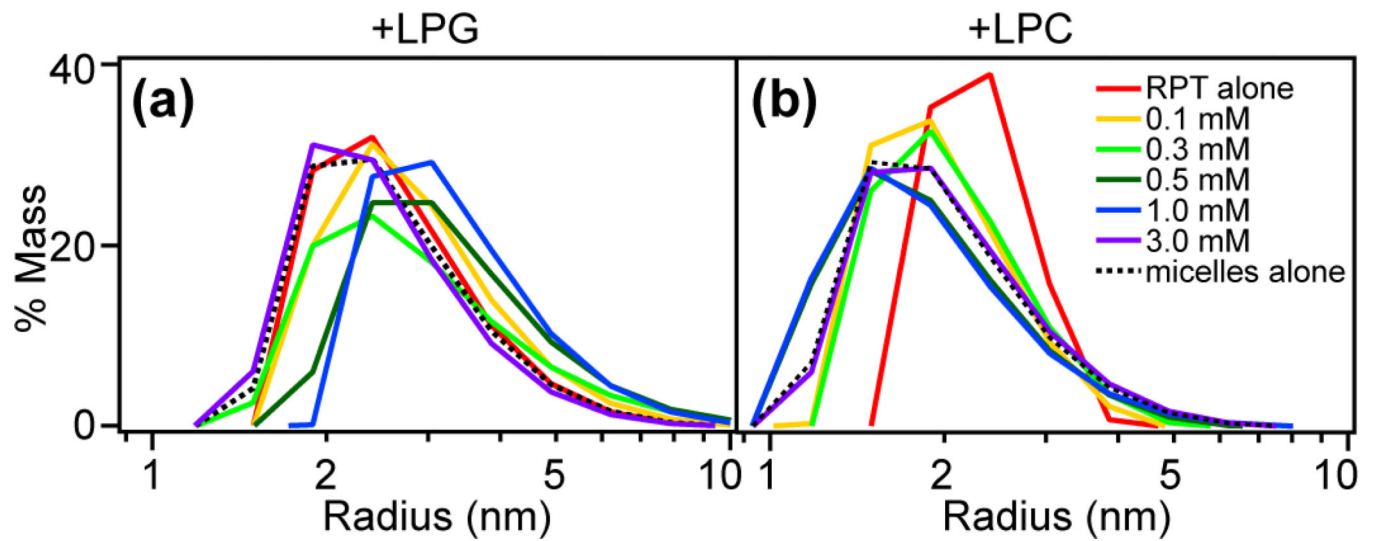 +LPG
+LPC
% Mass
40
20
0
(a)
(b)
RPT alone
0.1 mM
0.3 mM
0.5 mM
1.0 mM
3.0 mM
micelles alone
1 2 5 10
1 2 5 10
Radius (nm)
Radius (nm)